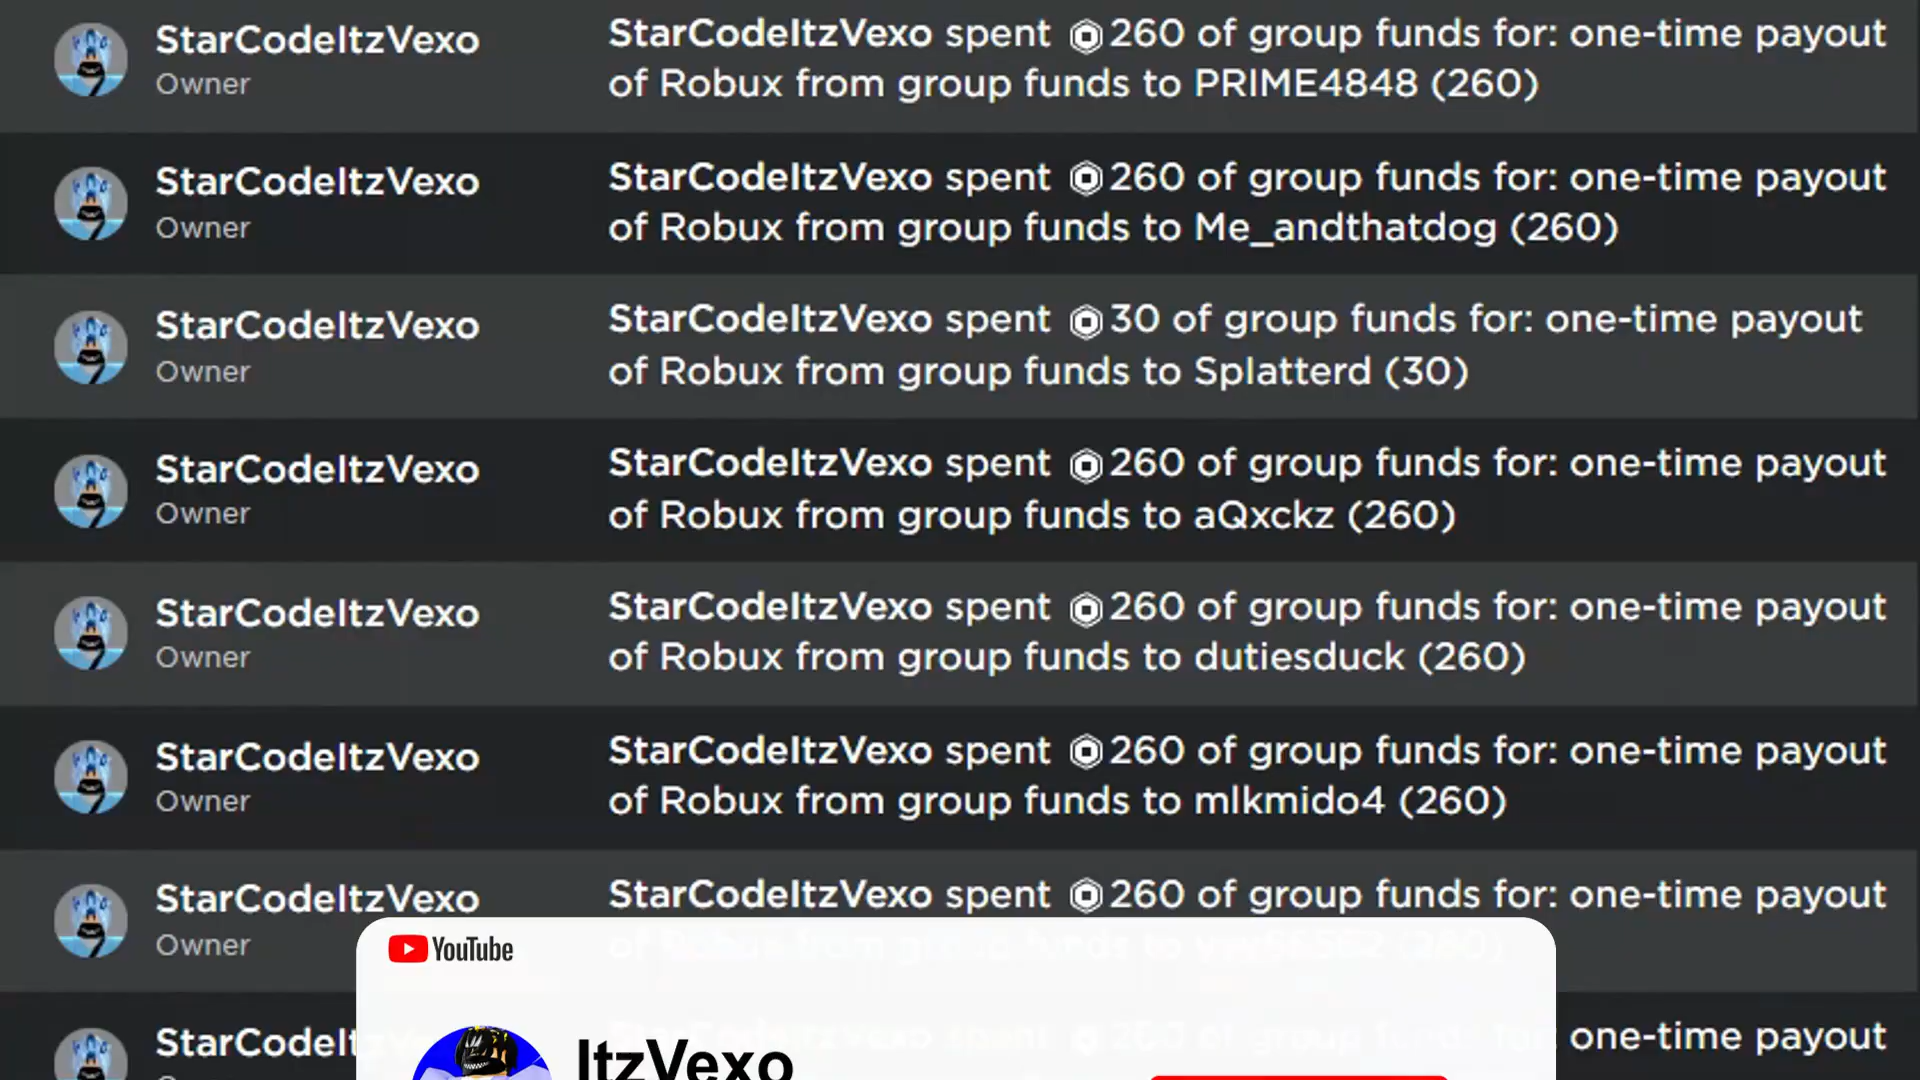 StarCodeItzVexo
Owner
StarCodeItzVexo spent 260 of group funds for: one-time payout
of Robux from group funds to PRIME4848 (260)
StarCodeItzVexo
Owner
StarCodeItzVexo spent 260 of group funds for: one-time payout
of Robux from group funds to Me_andthatdog (260)
StarCodeItzVexo
Owner
StarCodeItzVexo spent 30 of group funds for: one-time payout
of Robux from group funds to Splatterd (30)
StarCodeItzVexo
Owner
StarCodeItzVexo spent 260 of group funds for: one-time payout
of Robux from group funds to aQxckz (260)
StarCodeItzVexo
Owner
StarCodeItzVexo spent 260 of group funds for: one-time payout
of Robux from group funds to dutiesduck (260)
StarCodeItzVexo
Owner
StarCodeItzVexo spent 260 of group funds for: one-time payout
of Robux from group funds to mlkmido4 (260)
StarCodeItzVexo
Owner
StarCodeItzVexo spent 260 of group funds for: one-time payout
of Robux from group funds to
YouTube
StarCodeIt
one-time payout
ItzVexo